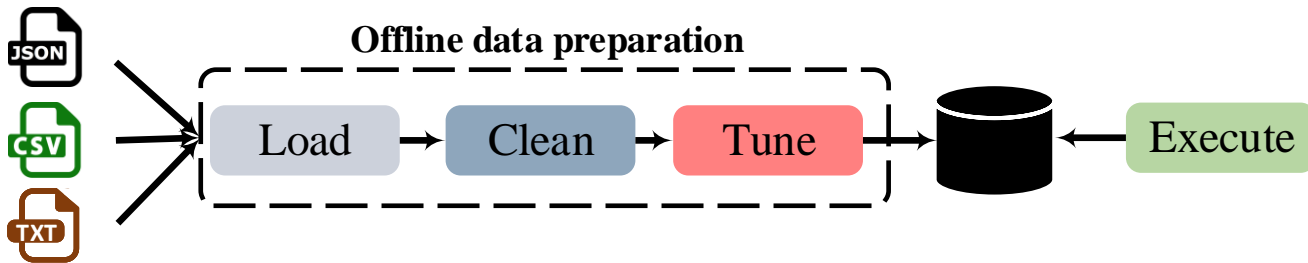 Offline data preparation
JSON
CSV
TXT
Load
Clean
Tune
Execute